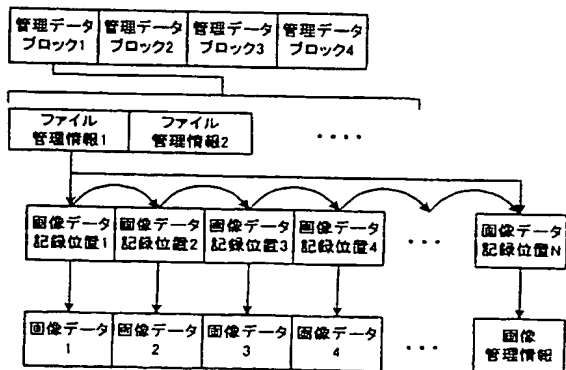 管理データ 管理データ 管理データ 管理データ
ブロック1 ブロック2 ブロック3 ブロック4
ファイル ファイル
管理情報1 管理情報2 ････
画像データ 画像データ 画像データ 画像データ 画像データ
記録位置1 記録位置2 記録位置3 記録位置4 ･･･ 記録位置N
画像データ 画像データ 画像データ 画像データ 画像
1 2 3 4 ･･･ 管理情報